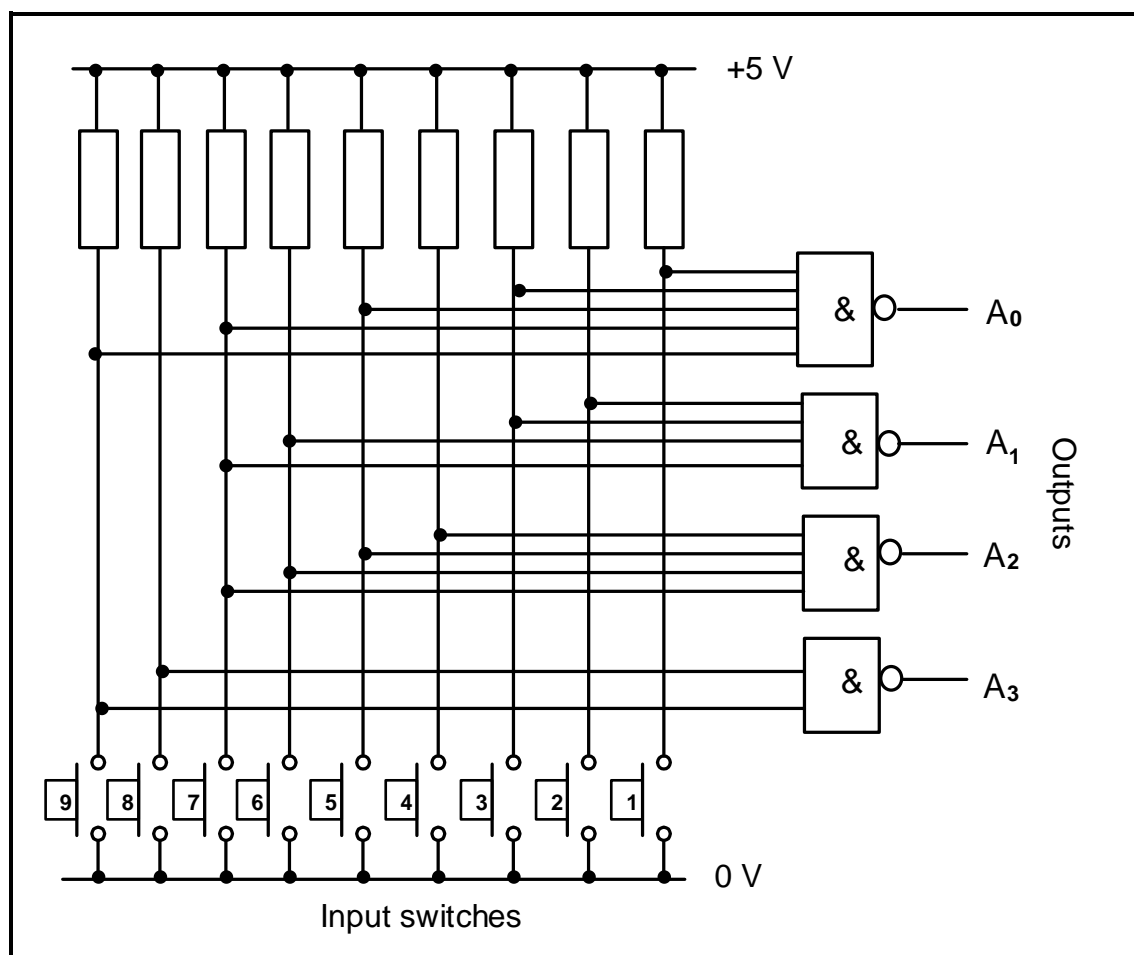 +5 V
& A0
& A1
Outputs
& A2
& A3
9 8 7 6 5 4 3 2 1
0 V
Input switches